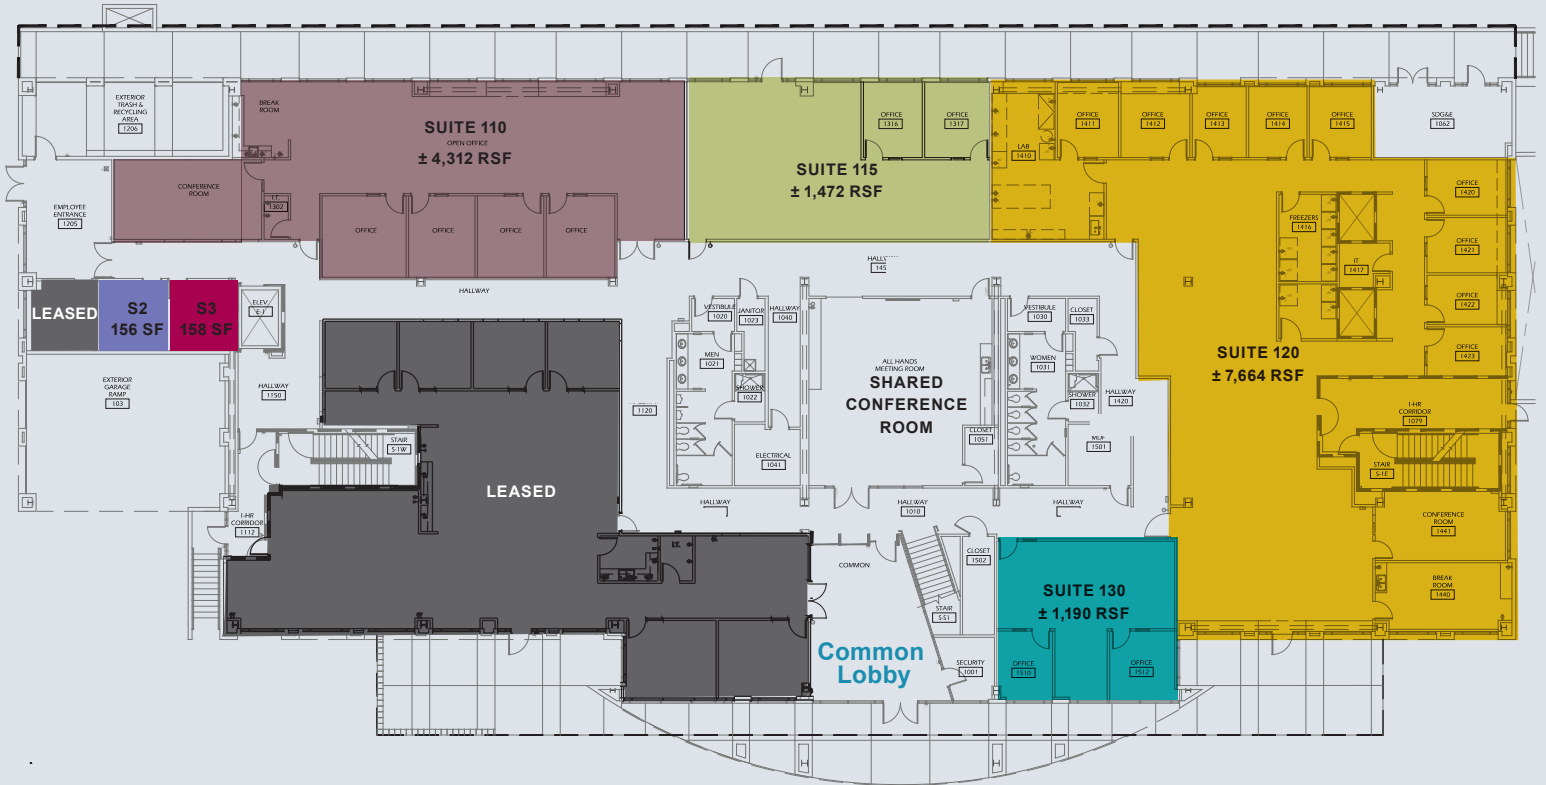 EXTERIOR
TRASH &
RECYCLING
AREA
1206
BREAK
ROOM
SUITE 110
OPEN OFFICE
± 4,312 RSF
CONFERENCE
ROOM
I.T.
1302
OFFICE
OFFICE
OFFICE
OFFICE
SUITE 115
± 1,472 RSF
OFFICE
1316
OFFICE
1317
LAB
1410
OFFICE
1411
OFFICE
1412
OFFICE
1413
OFFICE
1414
OFFICE
1415
SDG&E
1062
EMPLOYEE
ENTRANCE
1205
OFFICE
1420
FREEZERS
1416
OFFICE
1421
IT
1417
OFFICE
1422
OFFICE
1423
SUITE 120
± 7,664 RSF
LEASED
S2
156 SF
S3
158 SF
ELEV.
E-1
HALLWAY
VESTIBULE
1020
JANITOR
1023
HALLWAY
1040
VESTIBULE
1030
CLOSET
1033
MEN
1021
SHOWER
1022
ALL HANDS
MEETING ROOM
SHARED
CONFERENCE
ROOM
WOMEN
1031
SHOWER
1032
HALLWAY
1420
EXTERIOR
GARAGE
RAMP
103
HALLWAY
1150
1120
STAIR
S-1W
ELECTRICAL
1041
CLOSET
1051
1501
1-HR
CORRIDOR
1079
STAIR
S-1E
LEASED
HALLWAY
HALLWAY
1010
HALLWAY
1-HR
CORRIDOR
1112
CONFERENCE
ROOM
1441
I.T.
COMMON
CLOSET
1502
BREAK
ROOM
1440
STAIR
S-S1
SUITE 130
± 1,190 RSF
Common
Lobby
SECURITY
1001
OFFICE
1510
OFFICE
1512